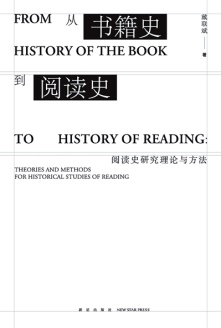 FROM 从 书籍史
HISTORY OF THE BOOK
戴联斌 著
到 阅读史
TO HISTORY OF READING:
阅读史研究理论与方法
THEORIES AND METHODS
FOR HISTORICAL STUDIES OF READING
新星出版社 NEW STAR PRESS